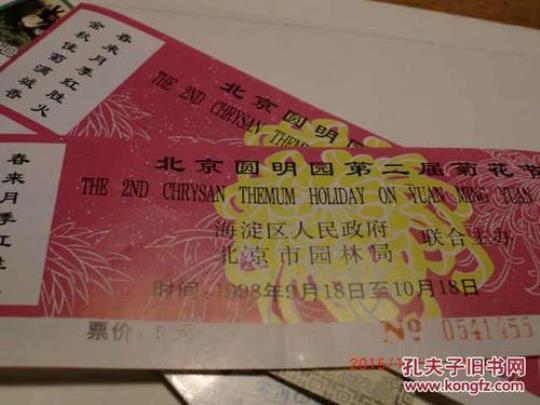 春来月季红胜火
金秋佳菊满城香
北京圆明园
THE 2ND CHRYSAN THEM
北京圆明园第二届菊花节
THE 2ND CHRYSAN THEMUM HOLIDAY ON YUAN MING YUAN
春来月季红
海淀区人民政府
北京市园林局
联合主办
时间:1998年9月18日至10月18日
票价:5元
No 0541455
孔夫子旧书网
www.kongfz.com